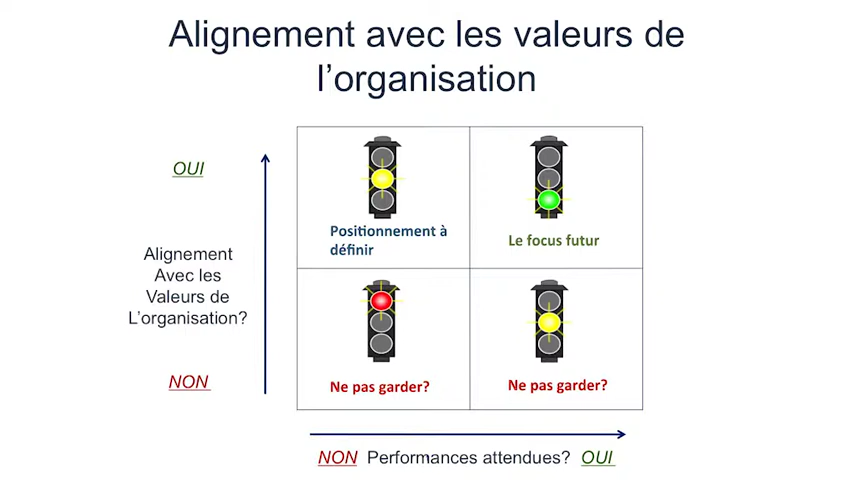 Alignement avec les valeurs de
l’organisation
OUI
Positionnement à
définir
Le focus futur
Alignement
Avec les
Valeurs de
L’organisation?
NON
Ne pas garder?
Ne pas garder?
NON Performances attendues? OUI